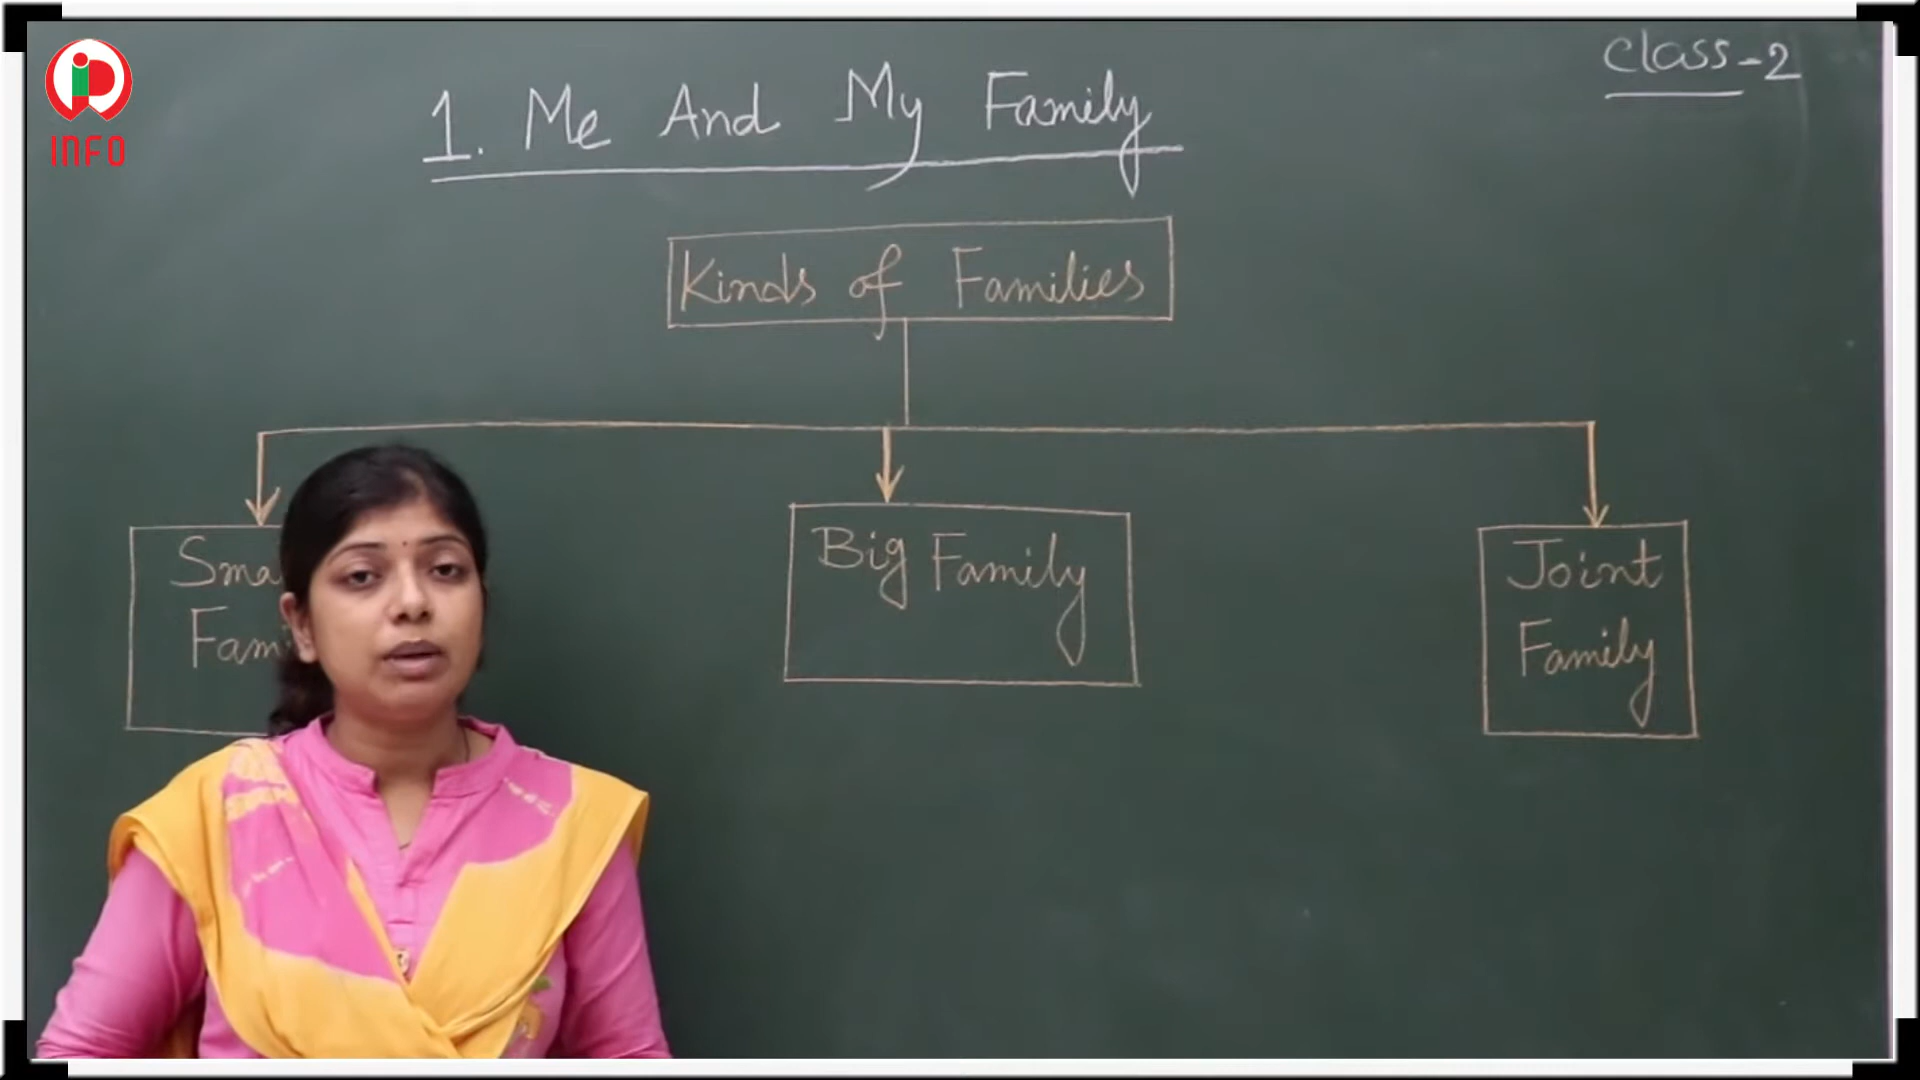 INFO
Class-2
1. Me And My Family
Kinds of Families
Big Family
Joint
Family